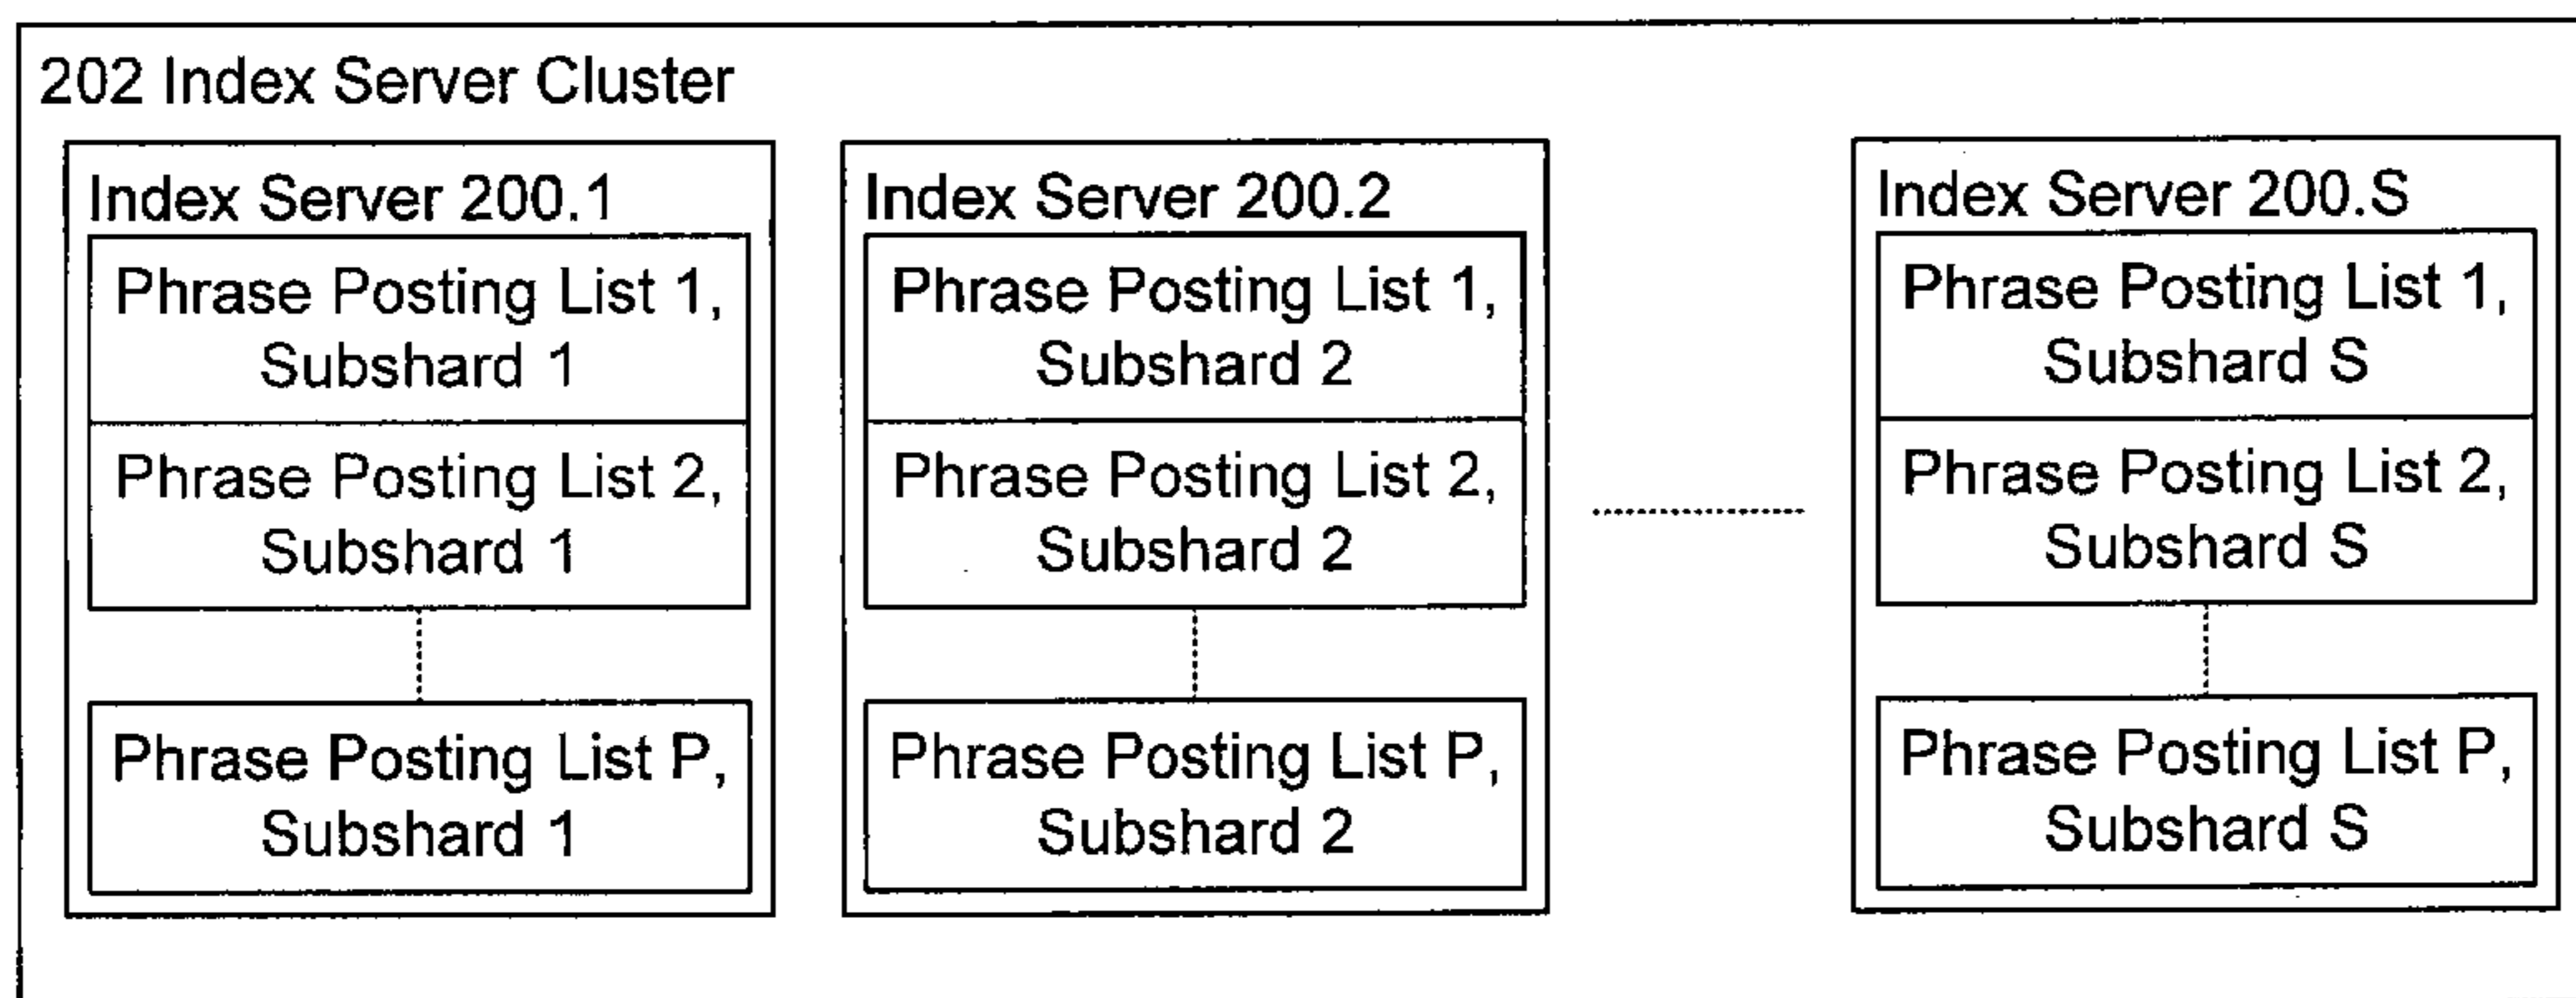 202 Index Server Cluster
Index Server 200.1
Phrase Posting List 1,
Subshard 1
Phrase Posting List 2,
Subshard 1
Phrase Posting List P,
Subshard 1
Index Server 200.2
Phrase Posting List 1,
Subshard 2
Phrase Posting List 2,
Subshard 2
Phrase Posting List P,
Subshard 2
Index Server 200.S
Phrase Posting List 1,
Subshard S
Phrase Posting List 2,
Subshard S
Phrase Posting List P,
Subshard S